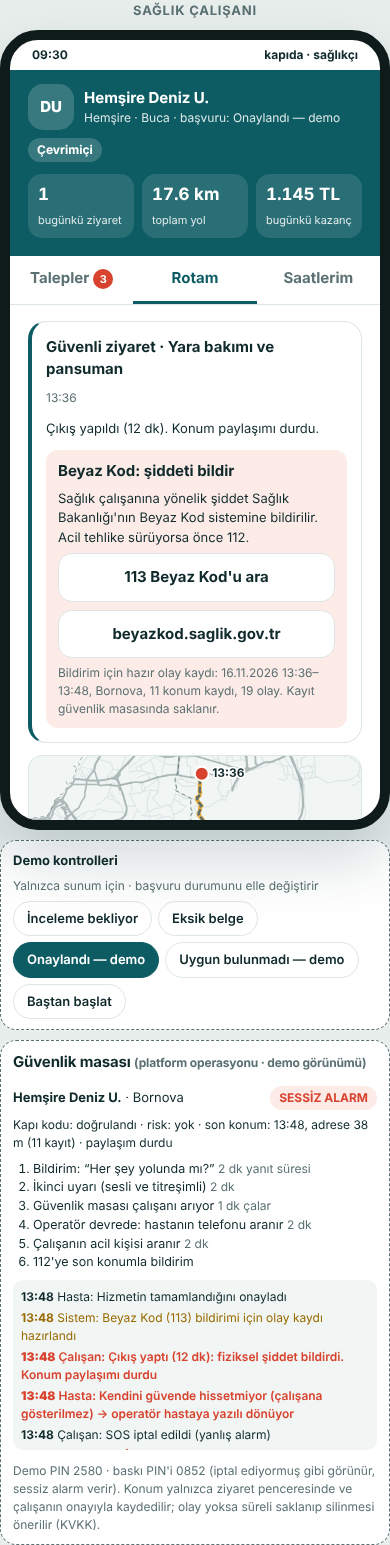 SAĞLIK ÇALIŞANI
09:30
kapıda · sağlıkçı
DU
Hemşire Deniz U.
Hemşire · Buca · başvuru: Onaylandı — demo
Çevrimiçi
1
bugünkü ziyaret
17.6 km
toplam yol
1.145 TL
bugünkü kazanç
Talepler 3
Rotam
Saatlerim
Güvenli ziyaret · Yara bakımı ve
pansuman
13:36
Çıkış yapıldı (12 dk). Konum paylaşımı durdu.
Beyaz Kod: şiddeti bildir
Sağlık çalışanına yönelik şiddet Sağlık
Bakanlığı'nın Beyaz Kod sistemine bildirilir.
Acil tehlike sürüyorsa önce 112.
113 Beyaz Kod'u ara
beyazkod.saglik.gov.tr
Bildirim için hazır olay kaydı: 16.11.2026 13:36–
13:48, Bornova, 11 konum kaydı, 19 olay. Kayıt
güvenlik masasında saklanır.
13:36
Demo kontrolleri
Yalnızca sunum için · başvuru durumunu elle değiştir
İnceleme bekliyor
Eksik belge
Onaylandı — demo
Uygun bulunmadı — demo
Baştan başlat
Güvenlik masası (platform operasyonu · demo görünümü)
Hemşire Deniz U. · Bornova
SESSİZ ALARM
Kapı kodu: doğrulandı · risk: yok · son konum: 13:48, adrese 38
m (11 kayıt) · paylaşım durdu
1. Bildirim: “Her şey yolunda mı?” 2 dk yanıt süresi
2. İkinci uyarı (sesli ve titreşimli) 2 dk
3. Güvenlik masası çalışanı arıyor 1 dk çalar
4. Operatör devrede: hastanın telefonu aranır 2 dk
5. Çalışanın acil kişisi aranır 2 dk
6. 112'ye son konumla bildirim
13:48 Hasta: Hizmetin tamamlandığını onayladı
13:48 Sistem: Beyaz Kod (113) bildirimi için olay kaydı
hazırlandı
13:48 Çalışan: Çıkış yaptı (12 dk): fiziksel şiddet bildirdi.
Konum paylaşımı durdu
13:48 Hasta: Kendini güvende hissetmiyor (çalışana
gösterilmez) → operatör hastaya yazılı dönüyor
13:48 Çalışan: SOS iptal edildi (yanlış alarm)
Demo PIN 2580 · baskı PIN'i 0852 (iptal ediyormuş gibi görünür,
sessiz alarm verir). Konum yalnızca ziyaret penceresinde ve
çalışanın onayıyla kaydedilir; olay yoksa süreli saklanıp silinmesi
önerilir (KVKK).